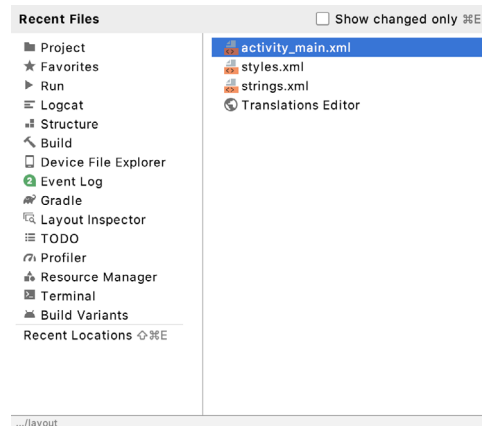 Recent Files
Show changed only ⌘E
Project
Favorites
Run
Logcat
Structure
Build
Device File Explorer
2 Event Log
Gradle
Layout Inspector
TODO
Profiler
Resource Manager
Terminal
Build Variants
Recent Locations ⇧⌘E
activity_main.xml
styles.xml
strings.xml
Translations Editor
.../layout